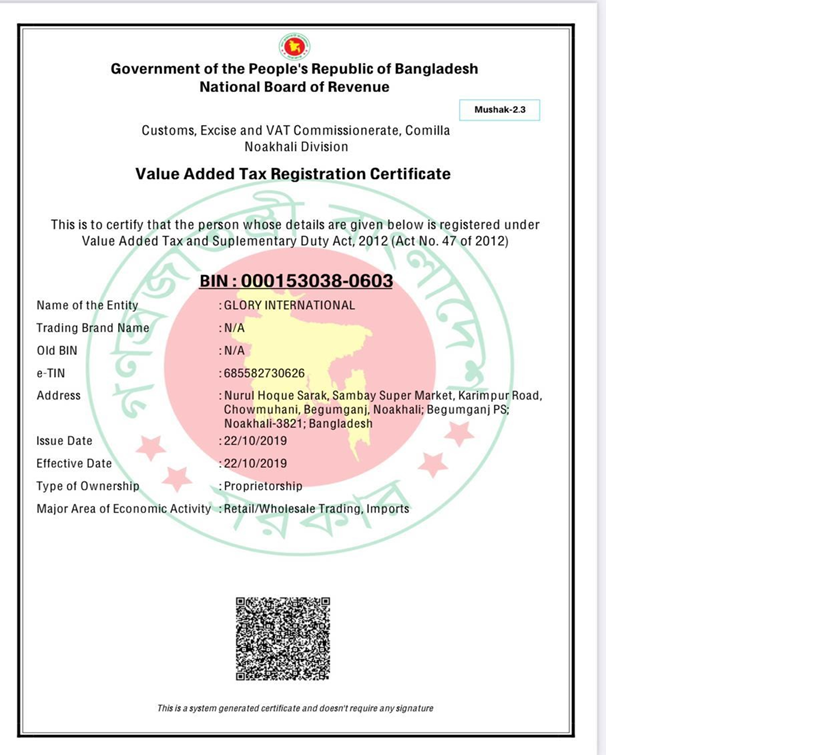 Government of the People's Republic of Bangladesh
National Board of Revenue
Mushak-2.3
Customs, Excise and VAT Commissionerate, Comilla
Noakhali Division
Value Added Tax Registration Certificate
This is to certify that the person whose details are given below is registered under
Value Added Tax and Suplementary Duty Act, 2012 (Act No. 47 of 2012)
BIN : 000153038-0603
Name of the Entity : GLORY INTERNATIONAL
Trading Brand Name : N/A
Old BIN : N/A
e-TIN : 685582730626
Address : Nurul Hoque Sarak, Sambay Super Market, Karimpur Road,
Chowmuhani, Begumganj, Noakhali; Begumganj PS;
Noakhali-3821; Bangladesh
Issue Date : 22/10/2019
Effective Date : 22/10/2019
Type of Ownership : Proprietorship
Major Area of Economic Activity : Retail/Wholesale Trading, Imports
গণপ্রজাতন্ত্রী বাংলাদেশ
সরকার
This is a system generated certificate and doesn't require any signature